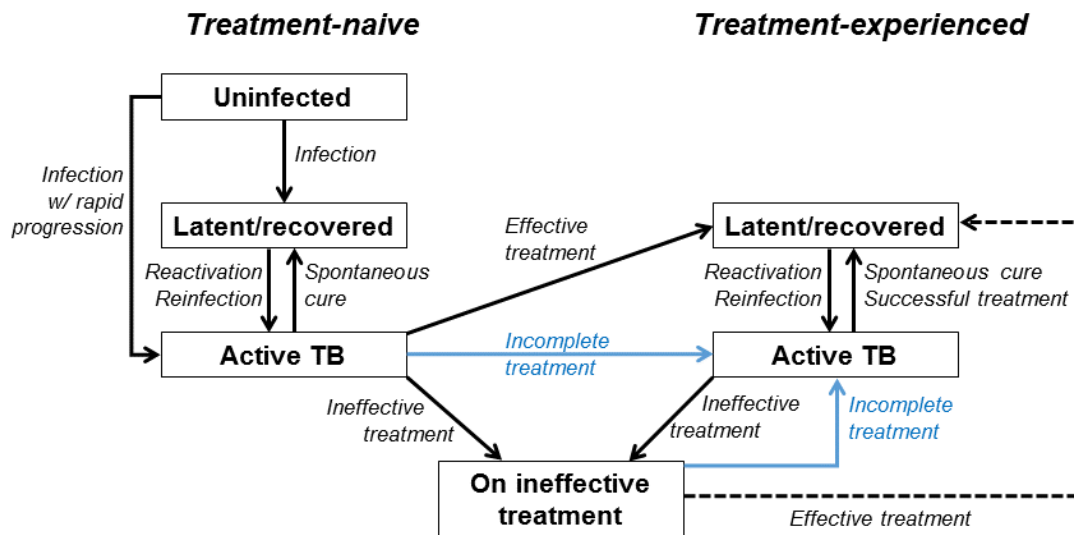 Treatment-naive
Treatment-experienced
Uninfected
Infection
Infection
w/ rapid
progression
Latent/recovered
Effective
treatment
Latent/recovered
Reactivation
Reinfection
Spontaneous
cure
Reactivation
Reinfection
Spontaneous cure
Successful treatment
Active TB
Incomplete
treatment
Active TB
Ineffective
treatment
Ineffective
treatment
Incomplete
treatment
On ineffective
treatment
Effective treatment